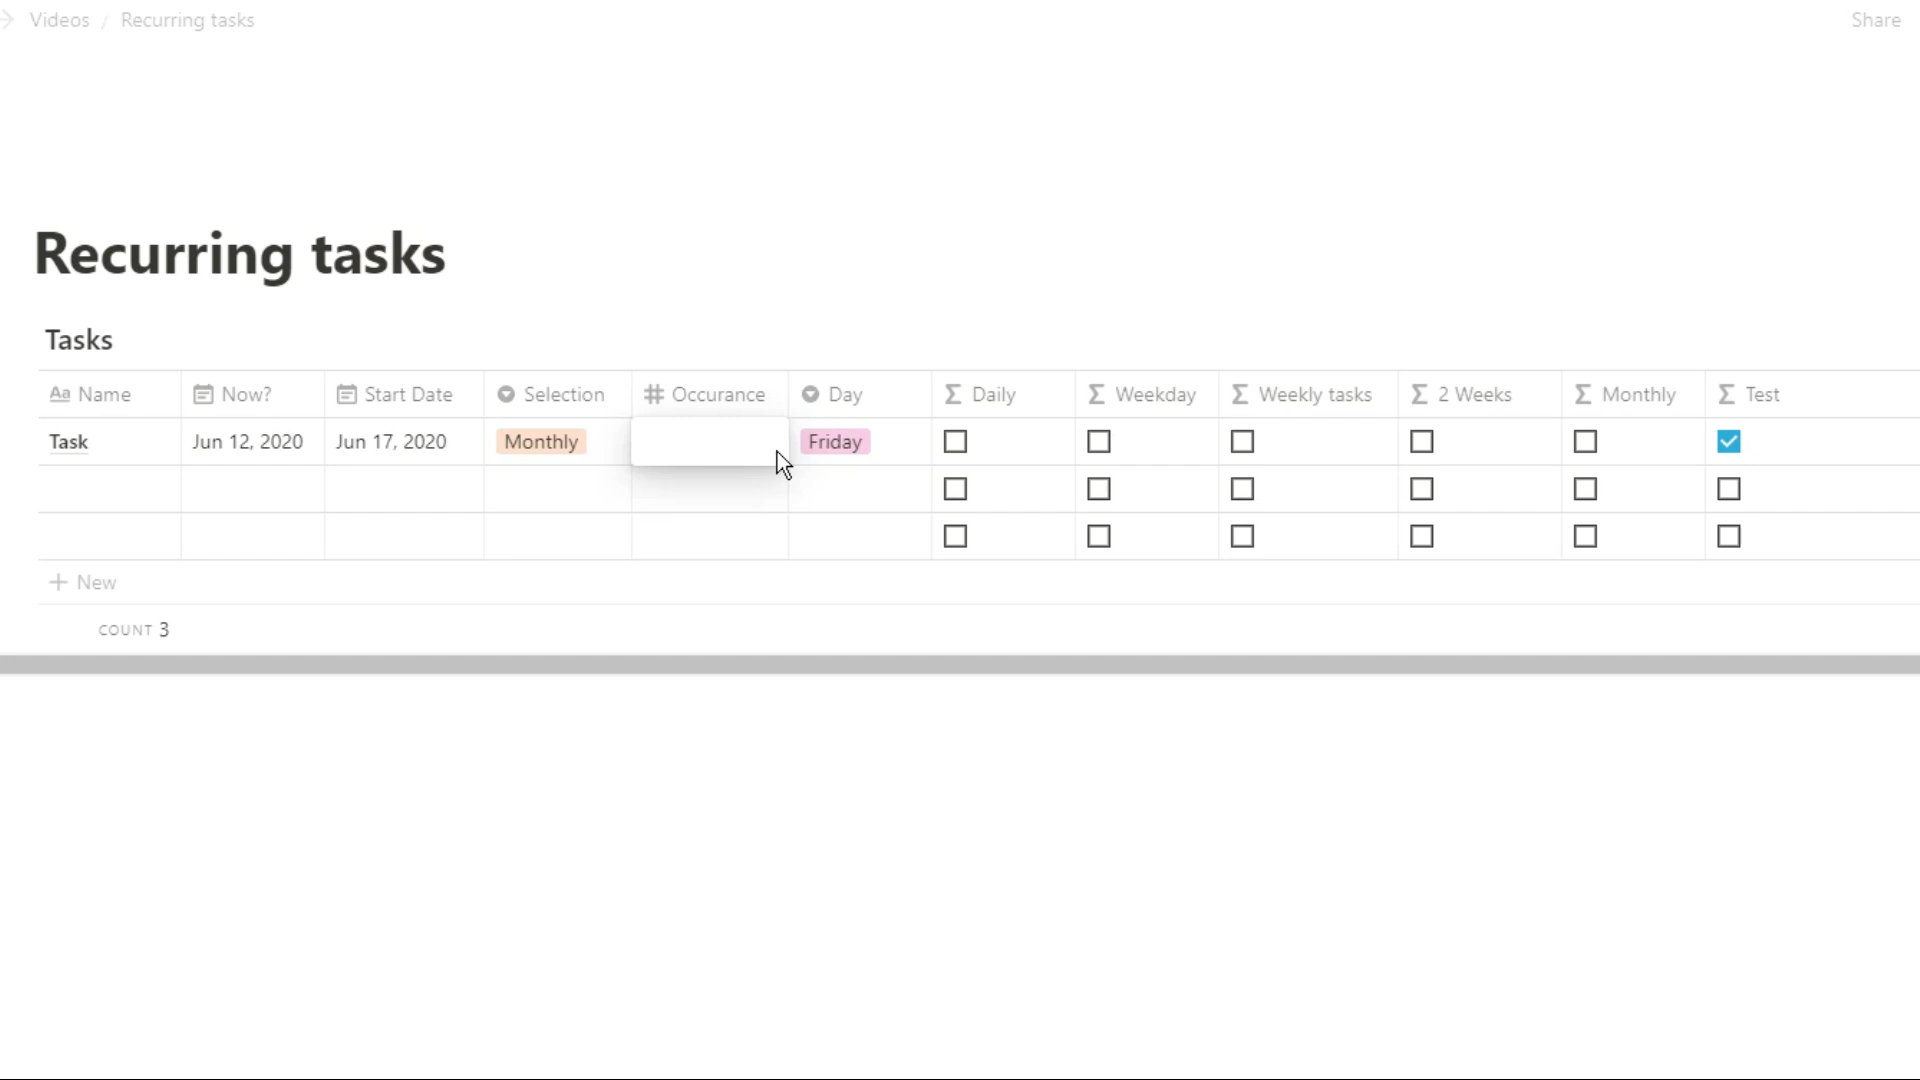 Videos / Recurring tasks
Share
Recurring tasks
Tasks
Aa Name Now? Start Date Selection # Occurance Day Σ Daily Σ Weekday Σ Weekly tasks Σ 2 Weeks Σ Monthly Σ Test
Task Jun 12, 2020 Jun 17, 2020 Monthly Friday
+ New
COUNT 3